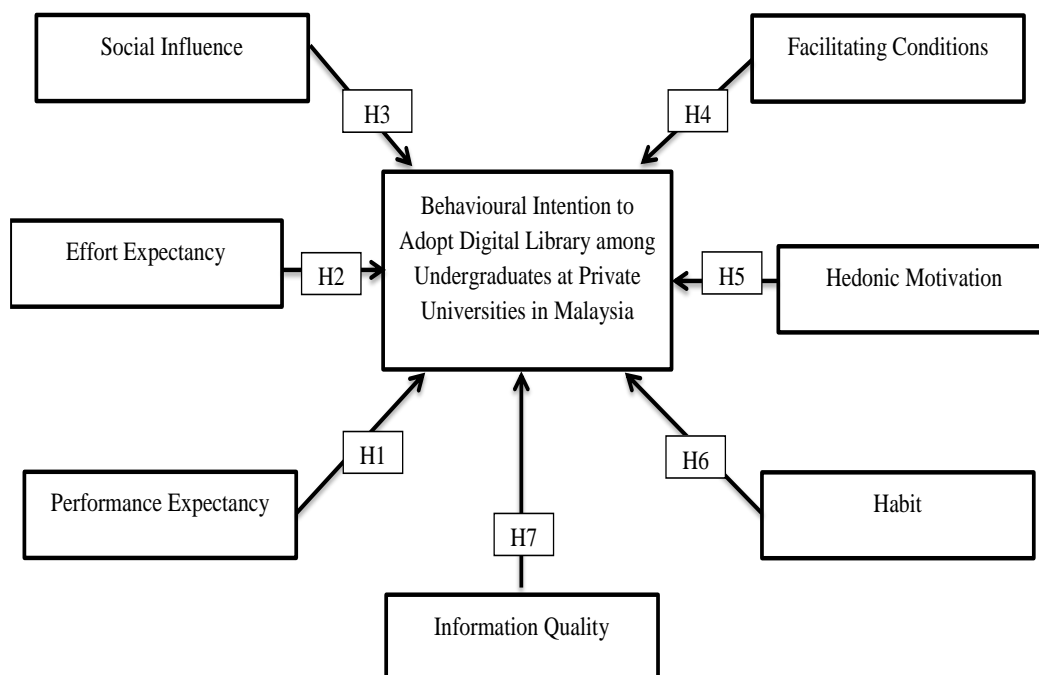 Social Influence
Facilitating Conditions
H3
H4
Behavioural Intention to
Adopt Digital Library among
Undergraduates at Private
Universities in Malaysia
Effort Expectancy
H2
H5
Hedonic Motivation
H1
H6
Performance Expectancy
Habit
H7
Information Quality